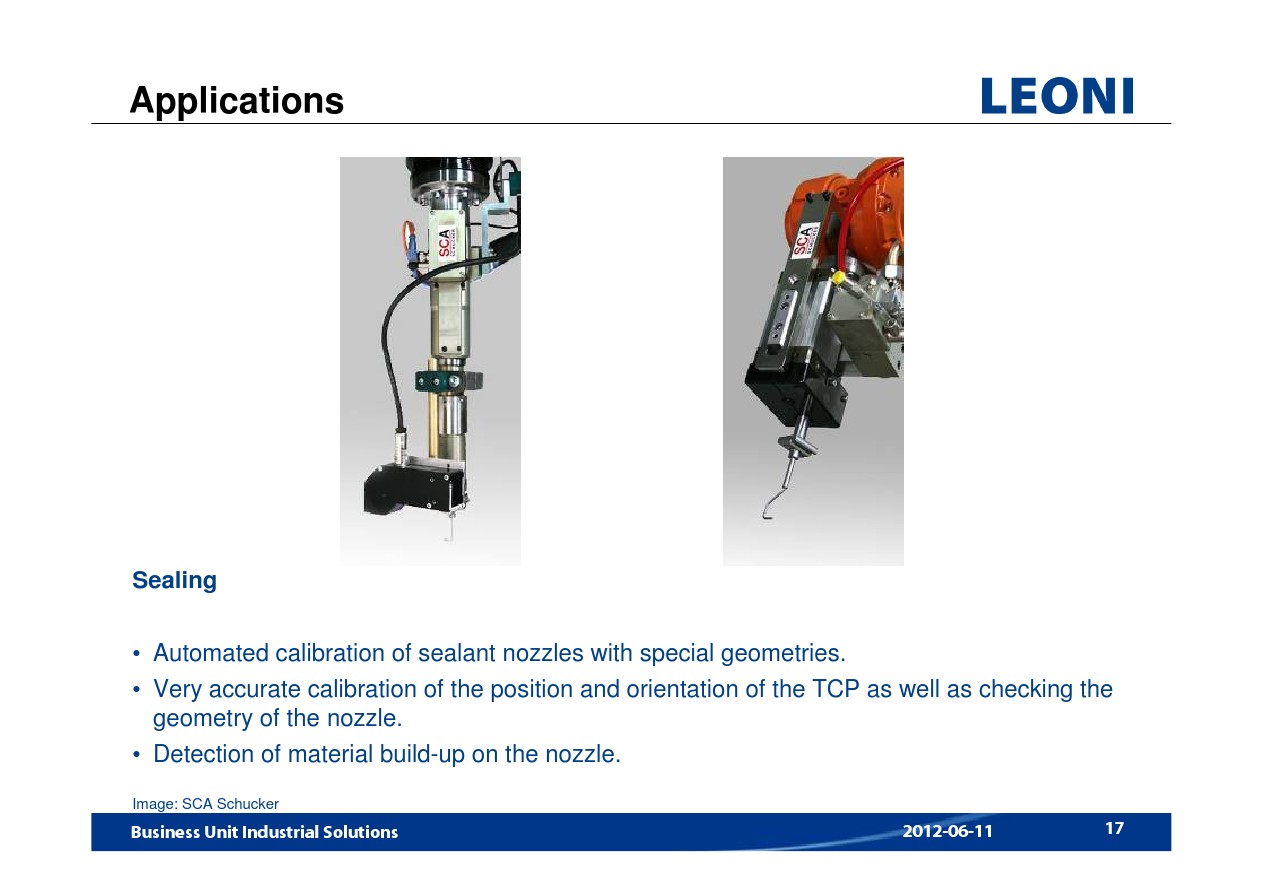 Applications
LEONI
SCA
SCA
Sealing
• Automated calibration of sealant nozzles with special geometries.
• Very accurate calibration of the position and orientation of the TCP as well as checking the
geometry of the nozzle.
• Detection of material build-up on the nozzle.
Image: SCA Schucker
Business Unit Industrial Solutions
2012-06-11
17